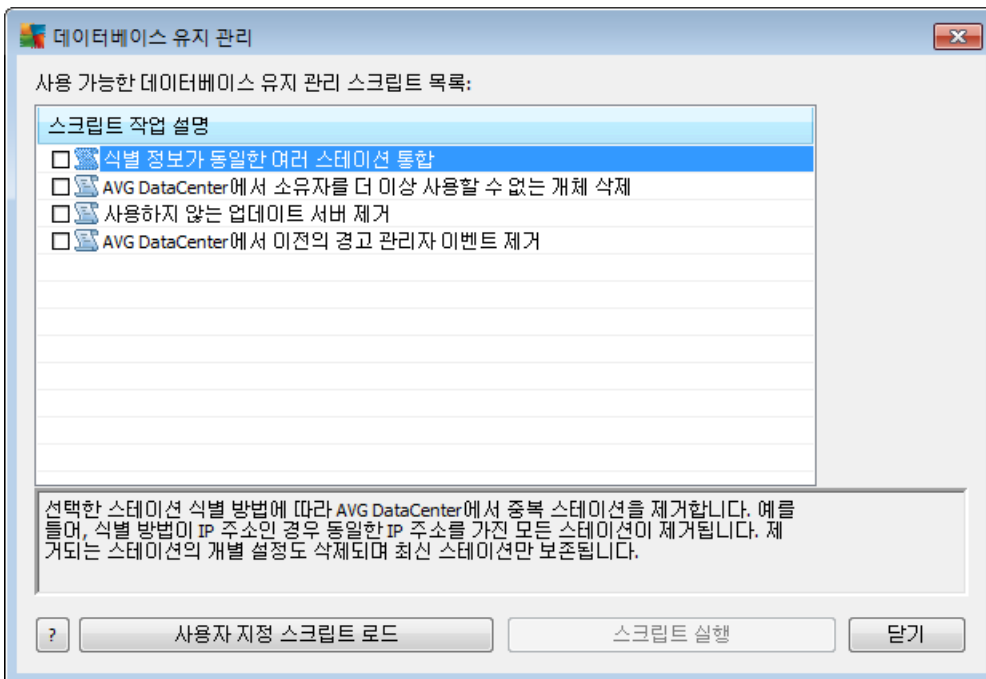 데이터베이스 유지 관리
사용 가능한 데이터베이스 유지 관리 스크립트 목록:
스크립트 작업 설명
식별 정보가 동일한 여러 스테이션 통합
AVG DataCenter에서 소유자를 더 이상 사용할 수 없는 개체 삭제
사용하지 않는 업데이트 서버 제거
AVG DataCenter에서 이전의 경고 관리자 이벤트 제거
선택한 스테이션 식별 방법에 따라 AVG DataCenter에서 중복 스테이션을 제거합니다. 예를
들어, 식별 방법이 IP 주소인 경우 동일한 IP 주소를 가진 모든 스테이션이 제거됩니다. 제
거되는 스테이션의 개별 설정도 삭제되며 최신 스테이션만 보존됩니다.
? 사용자 지정 스크립트 로드 스크립트 실행 닫기